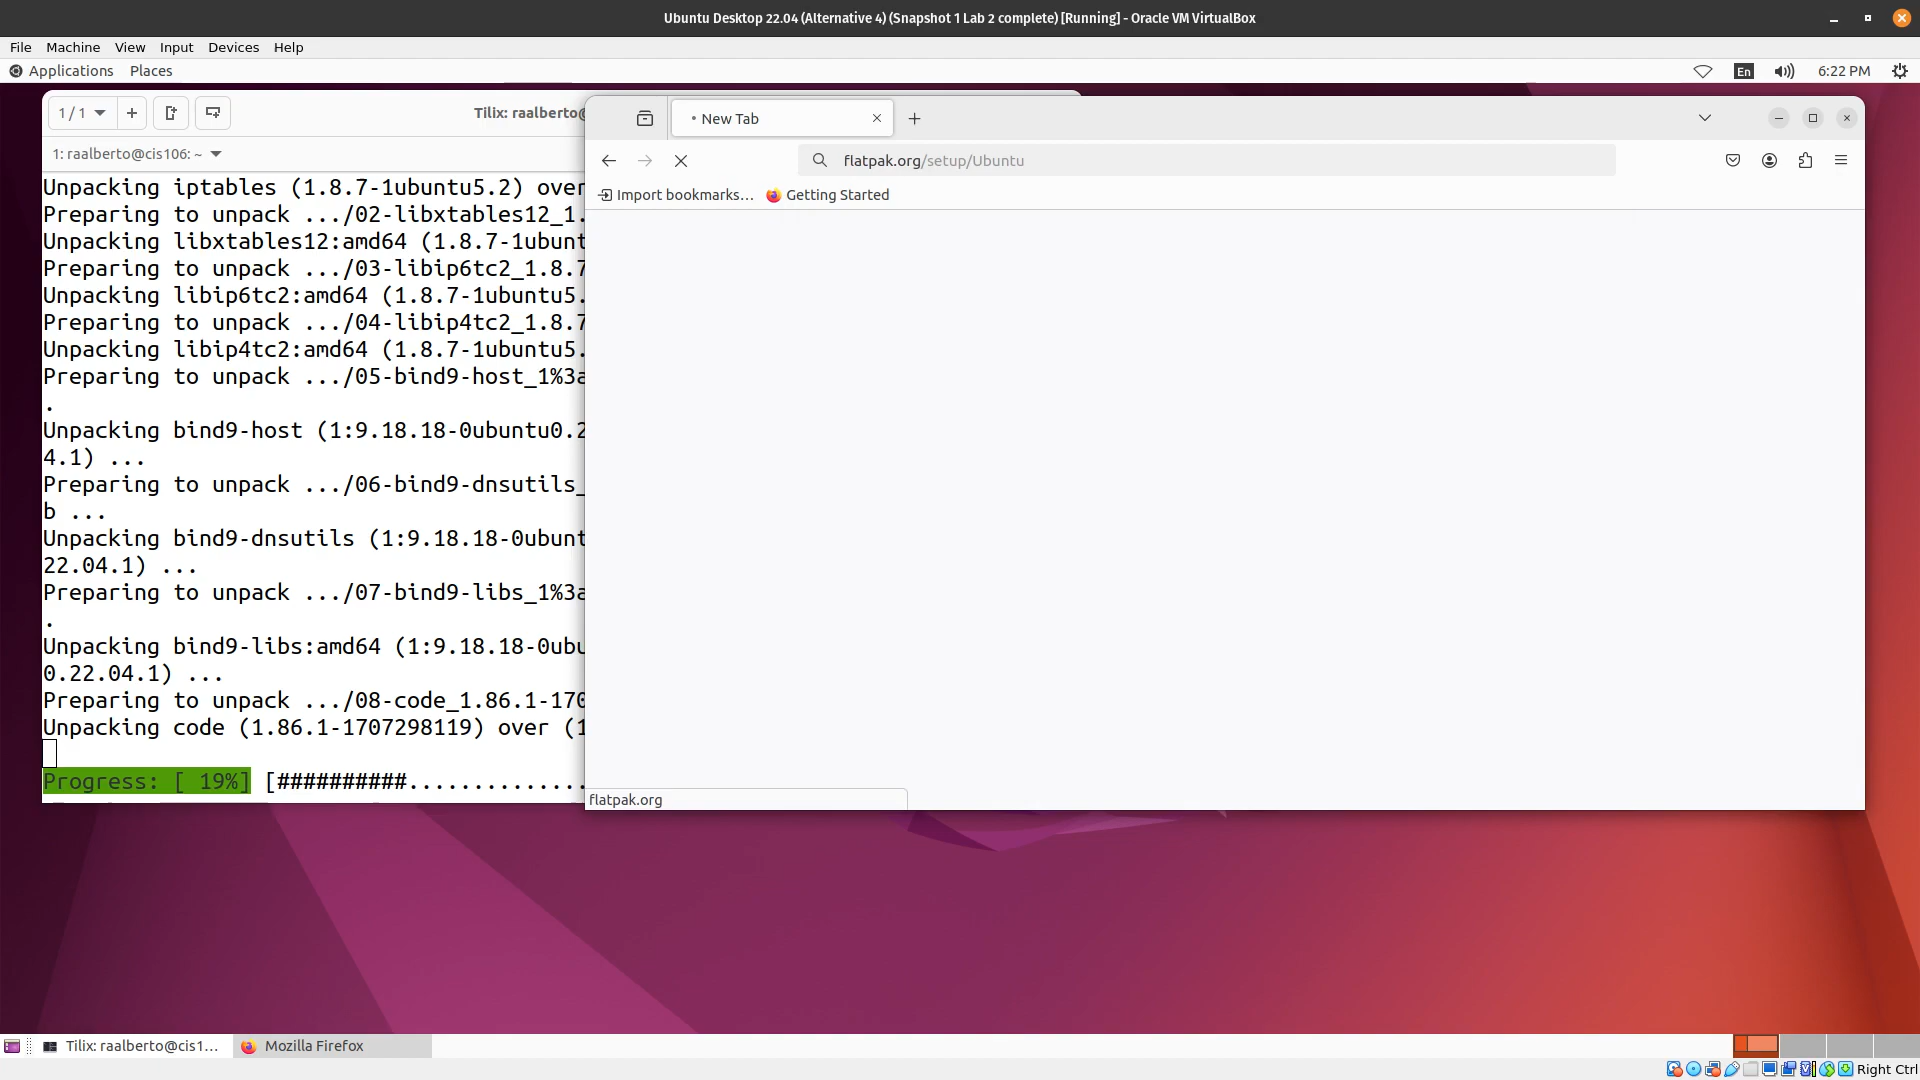 Ubuntu Desktop 22.04 (Alternative 4) (Snapshot 1 Lab 2 complete) [Running] - Oracle VM VirtualBox
File Machine View Input Devices Help
Applications Places
En 6:22 PM
1 / 1
Tilix: raalberto@
1: raalberto@cis106: ~
Unpacking iptables (1.8.7-1ubuntu5.2) over
Preparing to unpack .../02-libxtables12_1.
Unpacking libxtables12:amd64 (1.8.7-1ubunt
Preparing to unpack .../03-libip6tc2_1.8.7
Unpacking libip6tc2:amd64 (1.8.7-1ubuntu5.
Preparing to unpack .../04-libip4tc2_1.8.7
Unpacking libip4tc2:amd64 (1.8.7-1ubuntu5.
Preparing to unpack .../05-bind9-host_1%3a
.
Unpacking bind9-host (1:9.18.18-0ubuntu0.2
4.1) ...
Preparing to unpack .../06-bind9-dnsutils_
b ...
Unpacking bind9-dnsutils (1:9.18.18-0ubunt
22.04.1) ...
Preparing to unpack .../07-bind9-libs_1%3a
.
Unpacking bind9-libs:amd64 (1:9.18.18-0ubu
0.22.04.1) ...
Preparing to unpack .../08-code_1.86.1-170
Unpacking code (1.86.1-1707298119) over (1
Progress: [ 19%] [##########..............
New Tab
flatpak.org/setup/Ubuntu
Import bookmarks... Getting Started
flatpak.org
Tilix: raalberto@cis1... Mozilla Firefox
Right Ctrl